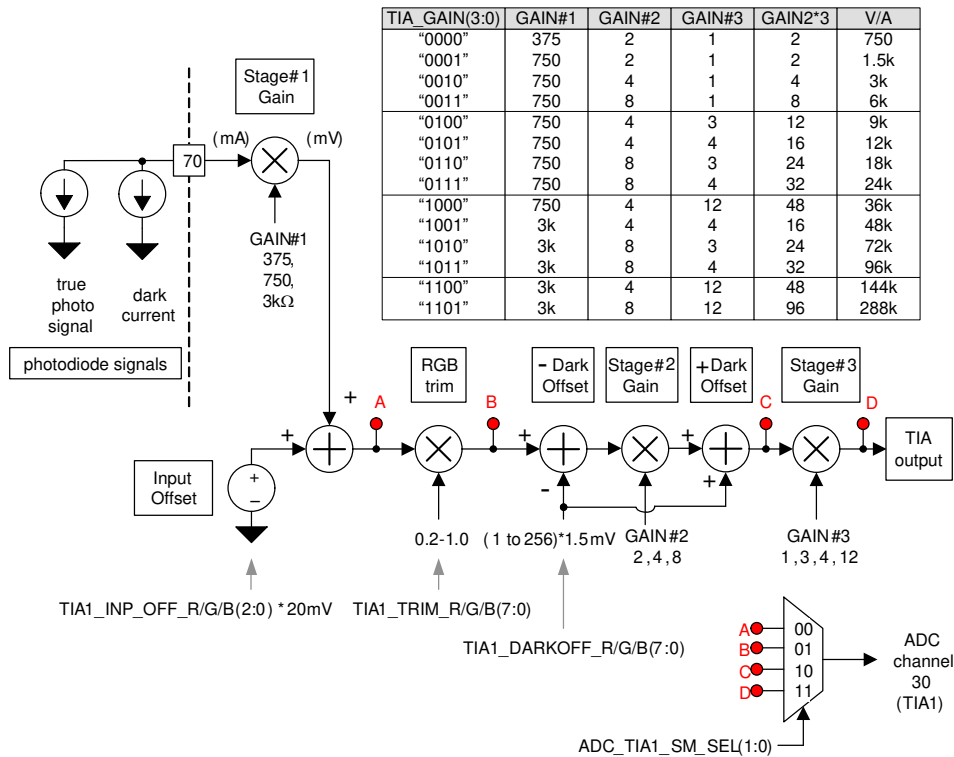 TIA_GAIN(3:0) GAIN#1 GAIN#2 GAIN#3 GAIN2*3 V/A
“0000” 375 2 1 2 750
“0001” 750 2 1 2 1.5k
“0010” 750 4 1 4 3k
“0011” 750 8 1 8 6k
“0100” 750 4 3 12 9k
“0101” 750 4 4 16 12k
“0110” 750 8 3 24 18k
“0111” 750 8 4 32 24k
“1000” 750 4 12 48 36k
“1001” 3k 4 4 16 48k
“1010” 3k 8 3 24 72k
“1011” 3k 8 4 32 96k
“1100” 3k 4 12 48 144k
“1101” 3k 8 12 96 288k
Stage#1
Gain
(mA)
(mV)
70
GAIN#1
375,
750,
3kΩ
true
photo
signal
dark
current
photodiode signals
RGB
trim
- Dark
Offset
Stage#2
Gain
+Dark
Offset
Stage#3
Gain
A
B
C
D
+
+
+
+
+
-
TIA
output
Input
Offset
+
−
0.2-1.0
(1 to 256)*1.5mV
GAIN#2
2,4,8
GAIN#3
1,3,4,12
TIA1_INP_OFF_R/G/B(2:0) *20mV
TIA1_TRIM_R/G/B(7:0)
TIA1_DARKOFF_R/G/B(7:0)
A 00
B 01
C 10
D 11
ADC
channel
30
(TIA1)
ADC_TIA1_SM_SEL(1:0)